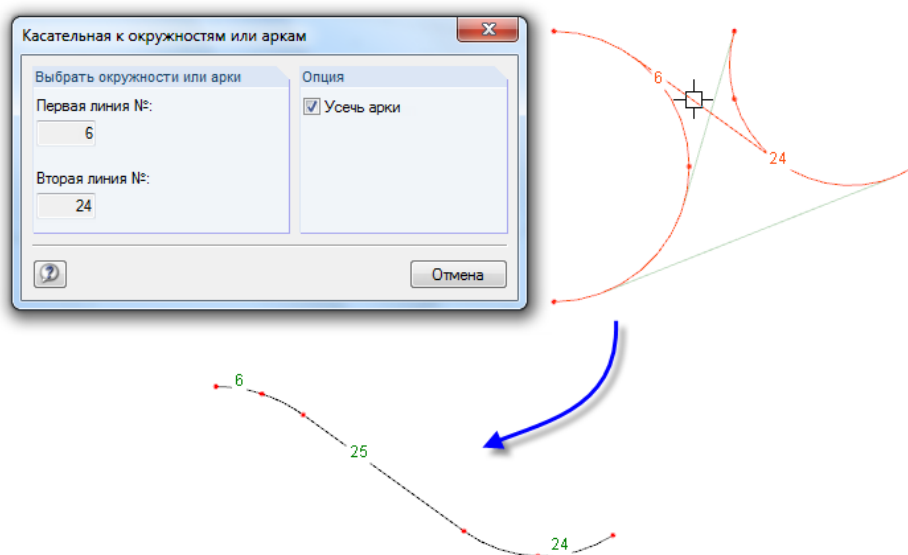 Касательная к окружностям или аркам
Выбрать окружности или арки
Первая линия №:
6
Вторая линия №:
24
Опция
Усечь арки
Отмена
6
24
6
25
24